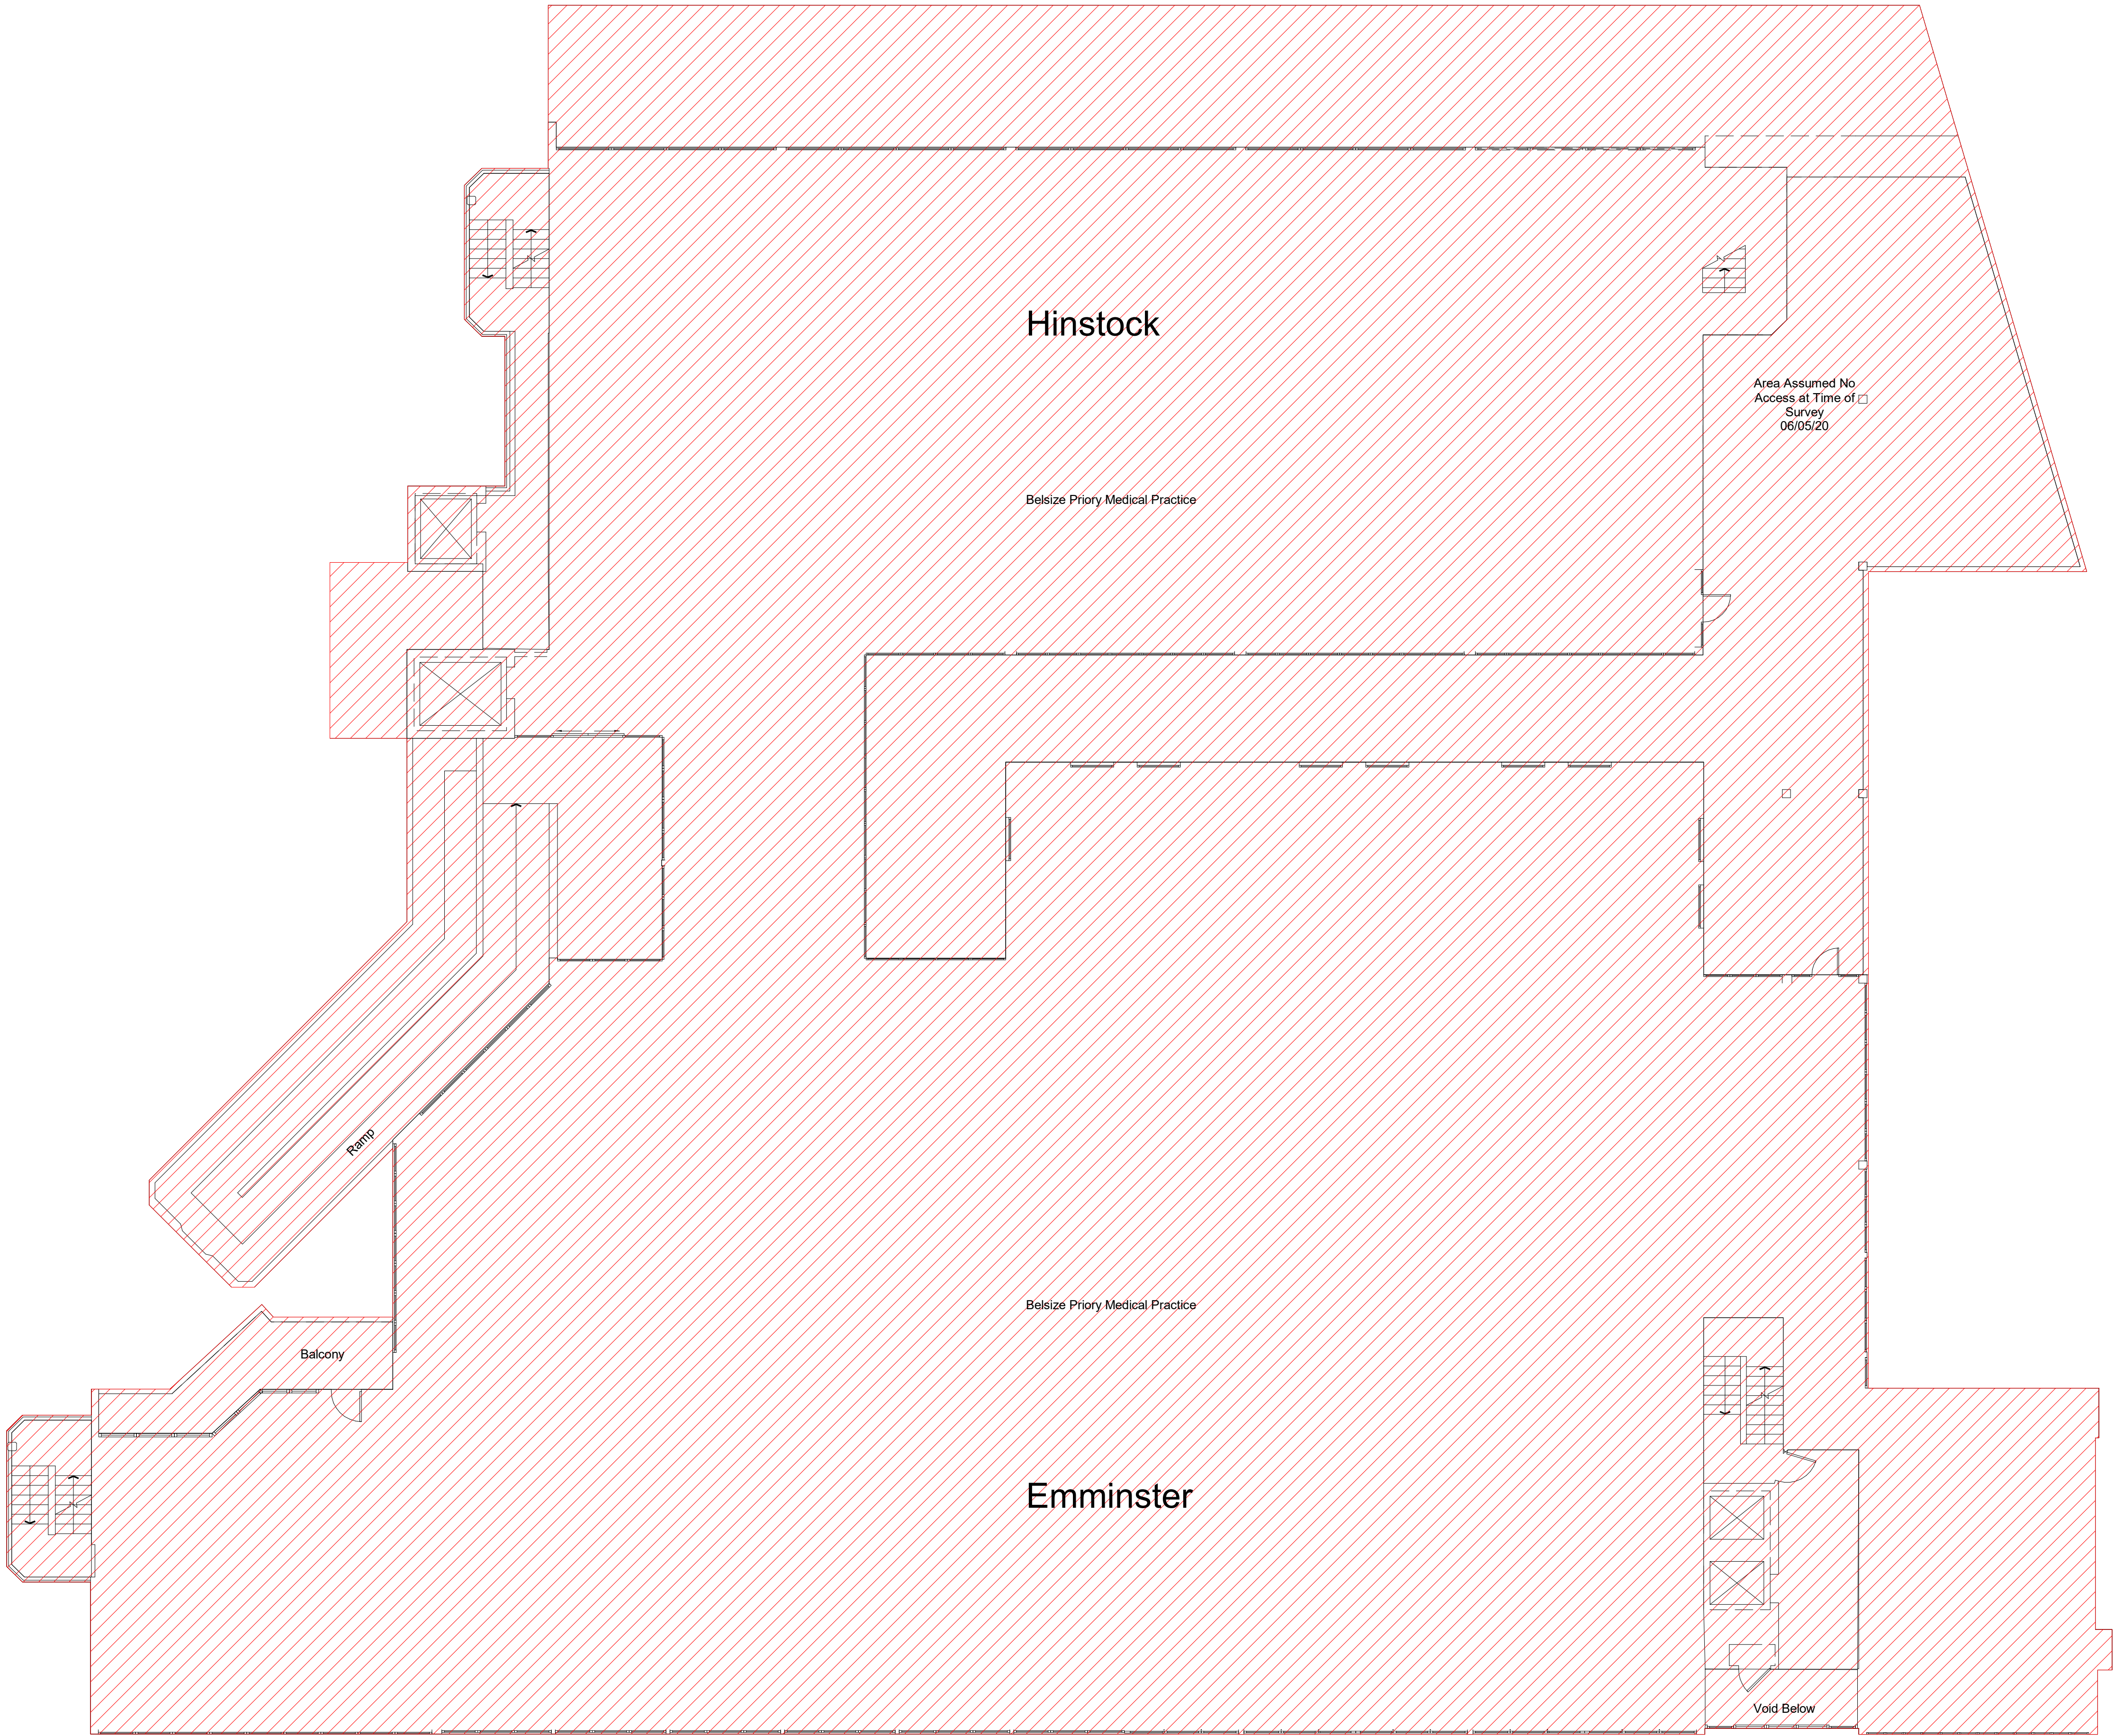 Hinstock
Area Assumed No
Access at Time of
Survey
06/05/20
Belsize Priory Medical Practice
Ramp
Belsize Priory Medical Practice
Balcony
Emminster
Void Below